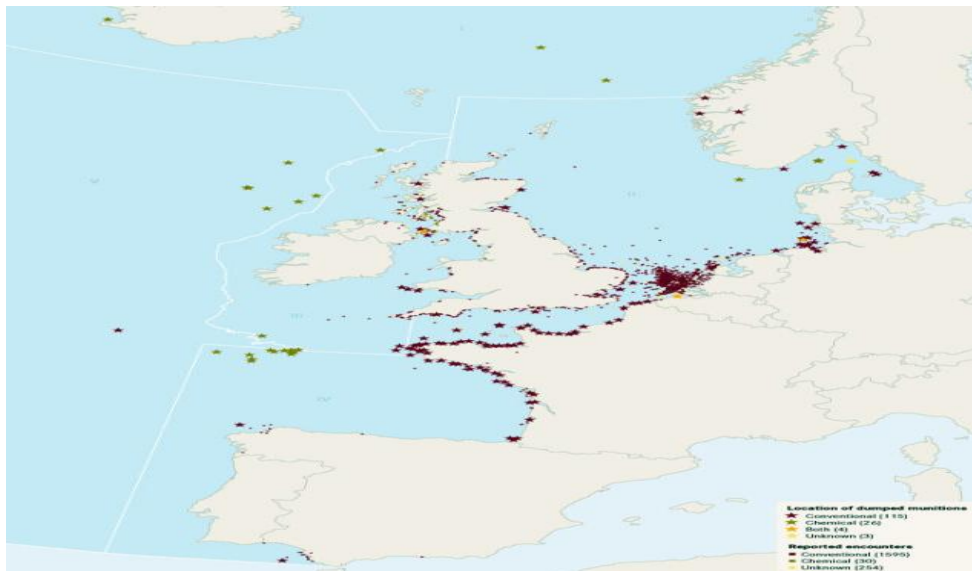 Location of dumped munitions
Conventional (115)
Chemical (26)
Both (4)
Unknown (3)
Reported encounters
Conventional (1595)
Chemical (30)
Unknown (254)